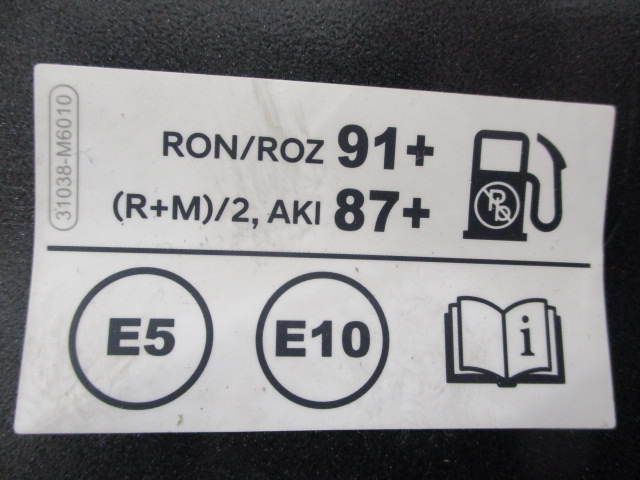 31038-M6010
RON/ROZ 91+
(R+M)/2, AKI 87+
Pb
E5
E10
i